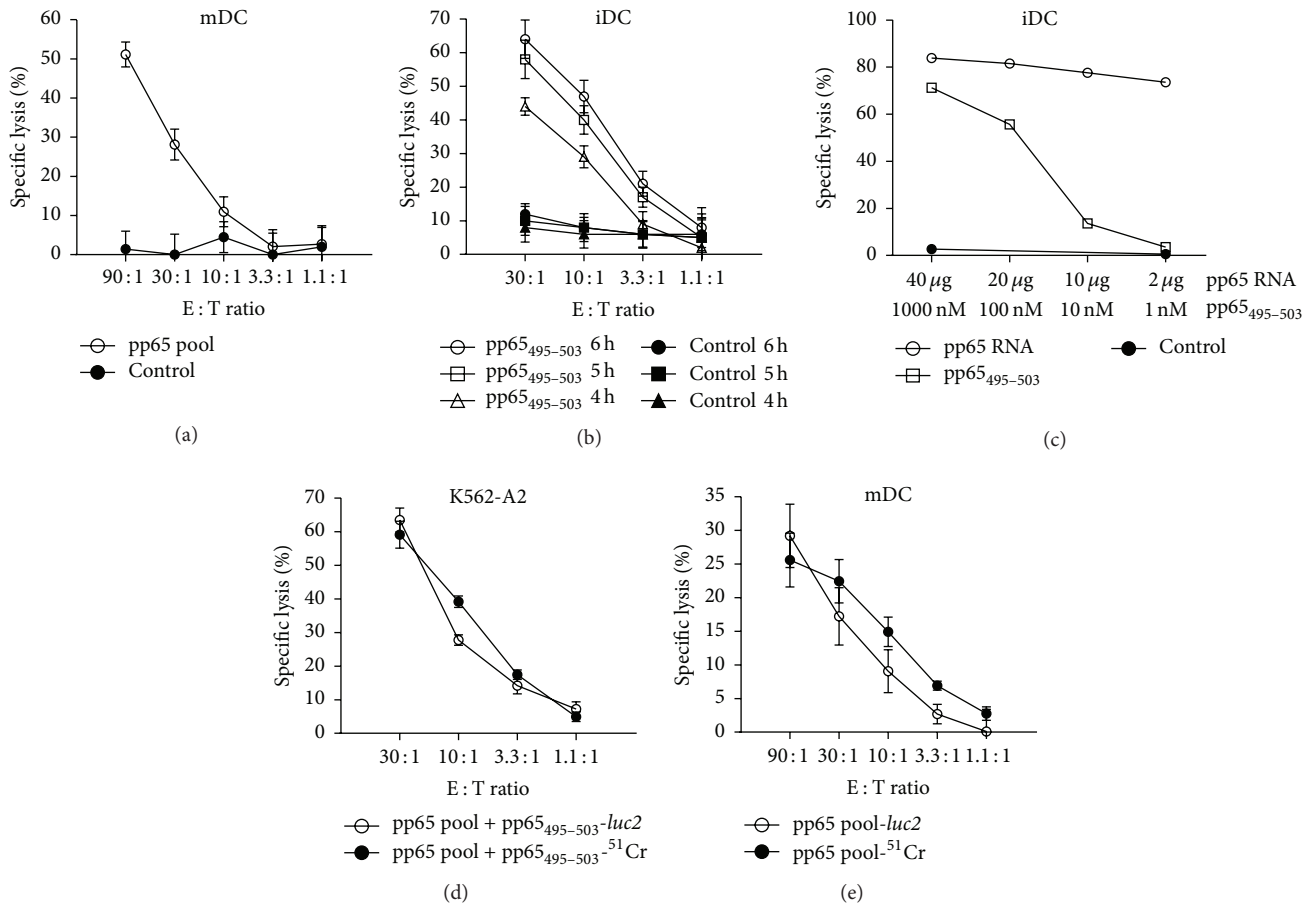 mDC
Specific lysis (%)
60
50
40
30
20
10
0
90:1 30:1 10:1 3.3:1 1.1:1
E : T ratio
pp65 pool
Control
(a)
iDC
Specific lysis (%)
70
60
50
40
30
20
10
0
30:1 10:1 3.3:1 1.1:1
E : T ratio
pp65₄₉₅₋₅₀₃ 6 h
pp65₄₉₅₋₅₀₃ 5 h
pp65₄₉₅₋₅₀₃ 4 h
Control 6 h
Control 5 h
Control 4 h
(b)
iDC
Specific lysis (%)
100
80
60
40
20
0
40 μg 20 μg 10 μg 2 μg pp65 RNA
1000 nM 100 nM 10 nM 1 nM pp65₄₉₅₋₅₀₃
pp65 RNA
pp65₄₉₅₋₅₀₃
Control
(c)
K562-A2
Specific lysis (%)
70
60
50
40
30
20
10
0
30:1 10:1 3.3:1 1.1:1
E : T ratio
pp65 pool + pp65₄₉₅₋₅₀₃-luc2
pp65 pool + pp65₄₉₅₋₅₀₃-⁵¹Cr
(d)
mDC
Specific lysis (%)
35
30
25
20
15
10
5
0
90:1 30:1 10:1 3.3:1 1.1:1
E : T ratio
pp65 pool-luc2
pp65 pool-⁵¹Cr
(e)